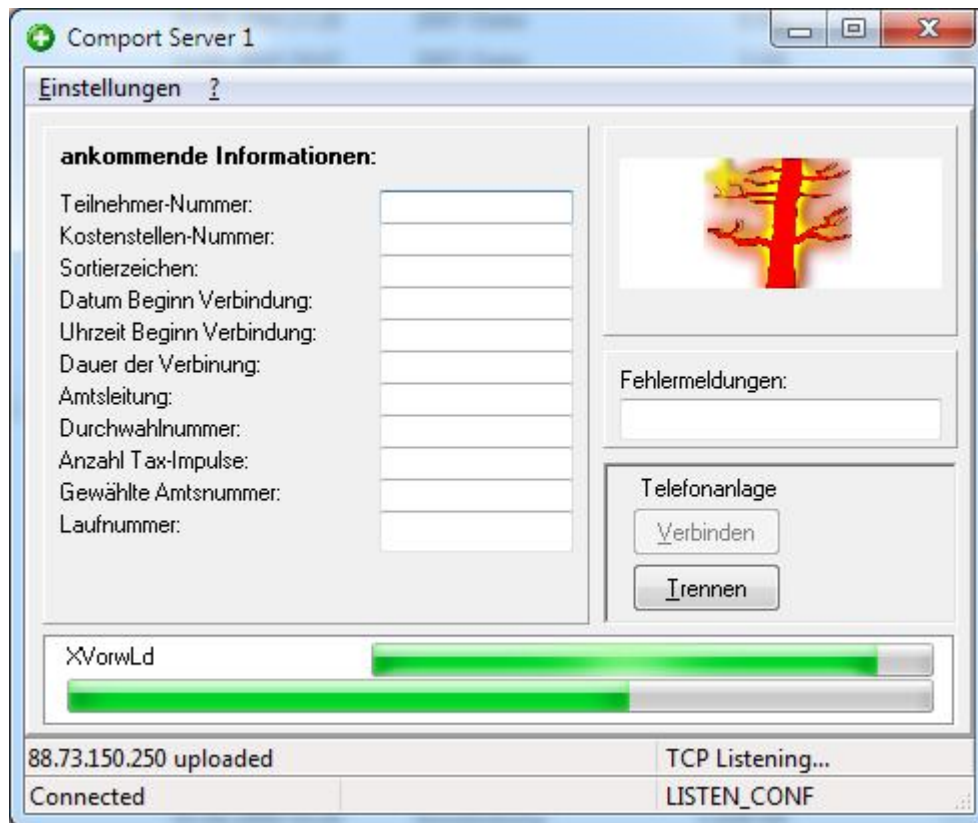 Comport Server 1
Einstellungen ?
ankommende Informationen:
Teilnehmer-Nummer:
Kostenstellen-Nummer:
Sortierzeichen:
Datum Beginn Verbindung:
Uhrzeit Beginn Verbindung:
Dauer der Verbinung:
Amtsleitung:
Durchwahlnummer:
Anzahl Tax-Impulse:
Gewählte Amtsnummer:
Laufnummer:
Fehlermeldungen:
Telefonanlage
Verbinden
Trennen
XVorwLd
88.73.150.250 uploaded TCP Listening...
Connected LISTEN_CONF